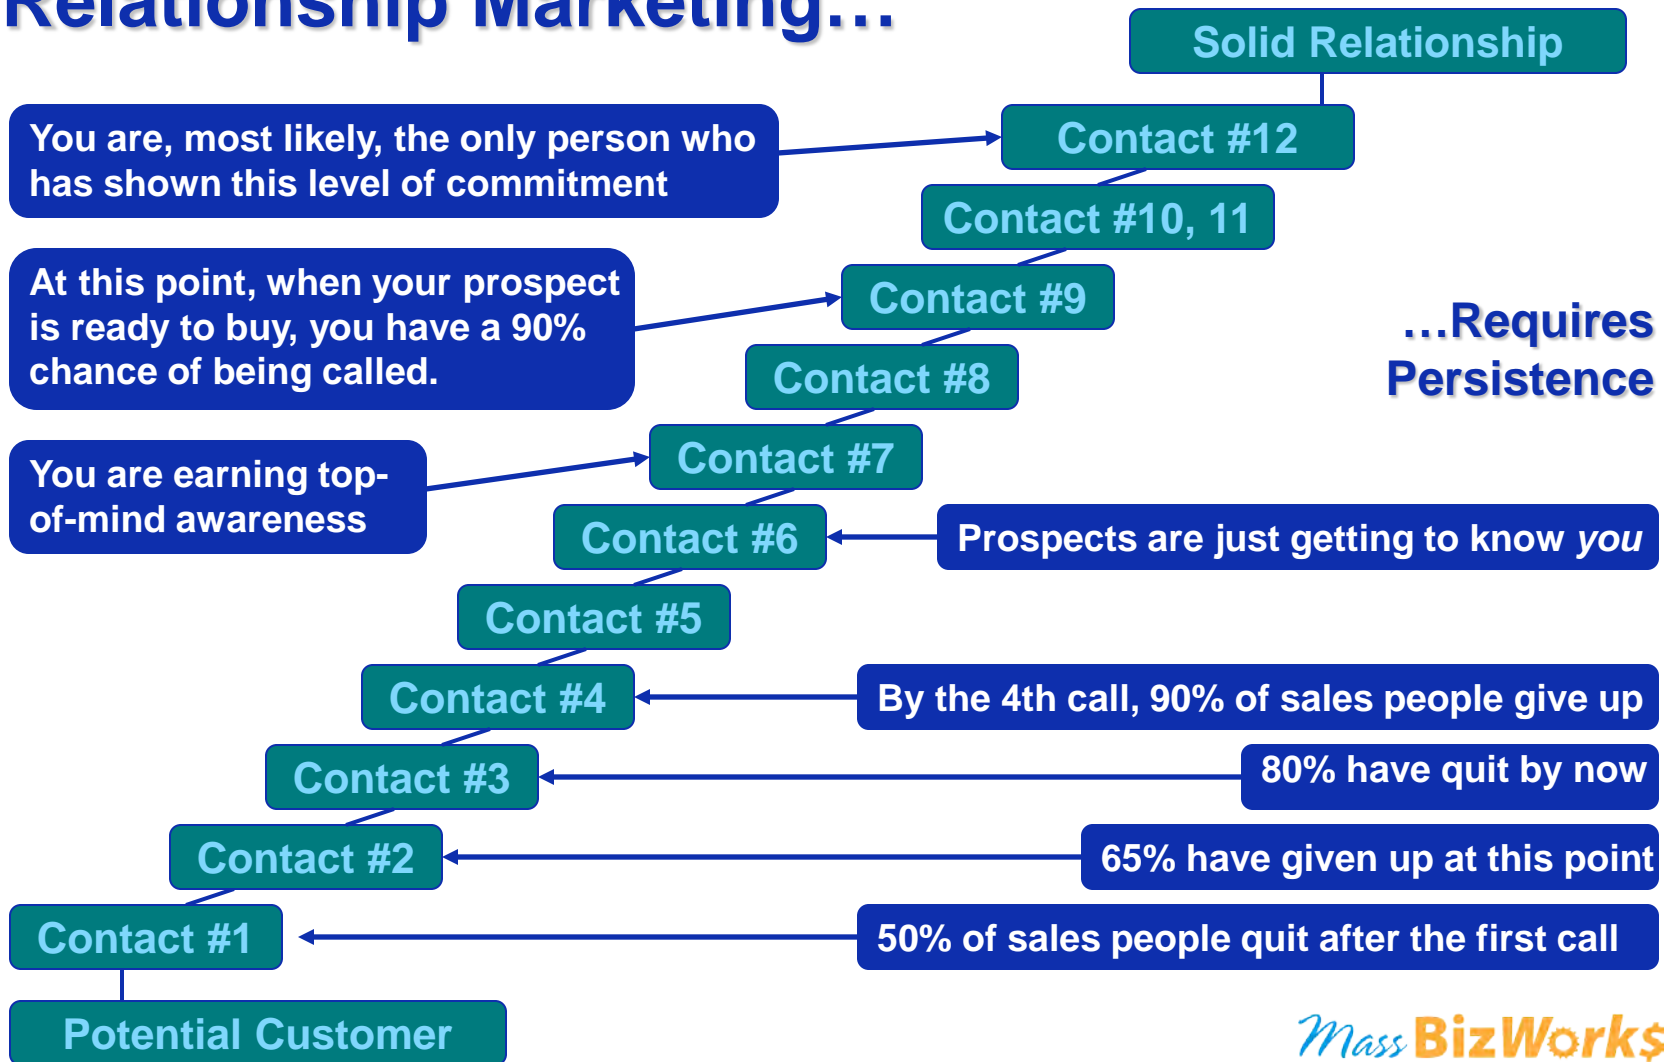 Relationship Marketing…
Solid Relationship
You are, most likely, the only person who
has shown this level of commitment
Contact #12
Contact #10, 11
At this point, when your prospect
is ready to buy, you have a 90%
chance of being called.
Contact #9
…Requires
Persistence
Contact #8
You are earning top-
of-mind awareness
Contact #7
Contact #6
Prospects are just getting to know you
Contact #5
Contact #4
By the 4th call, 90% of sales people give up
Contact #3
80% have quit by now
Contact #2
65% have given up at this point
Contact #1
50% of sales people quit after the first call
Potential Customer
Mass BizWork$